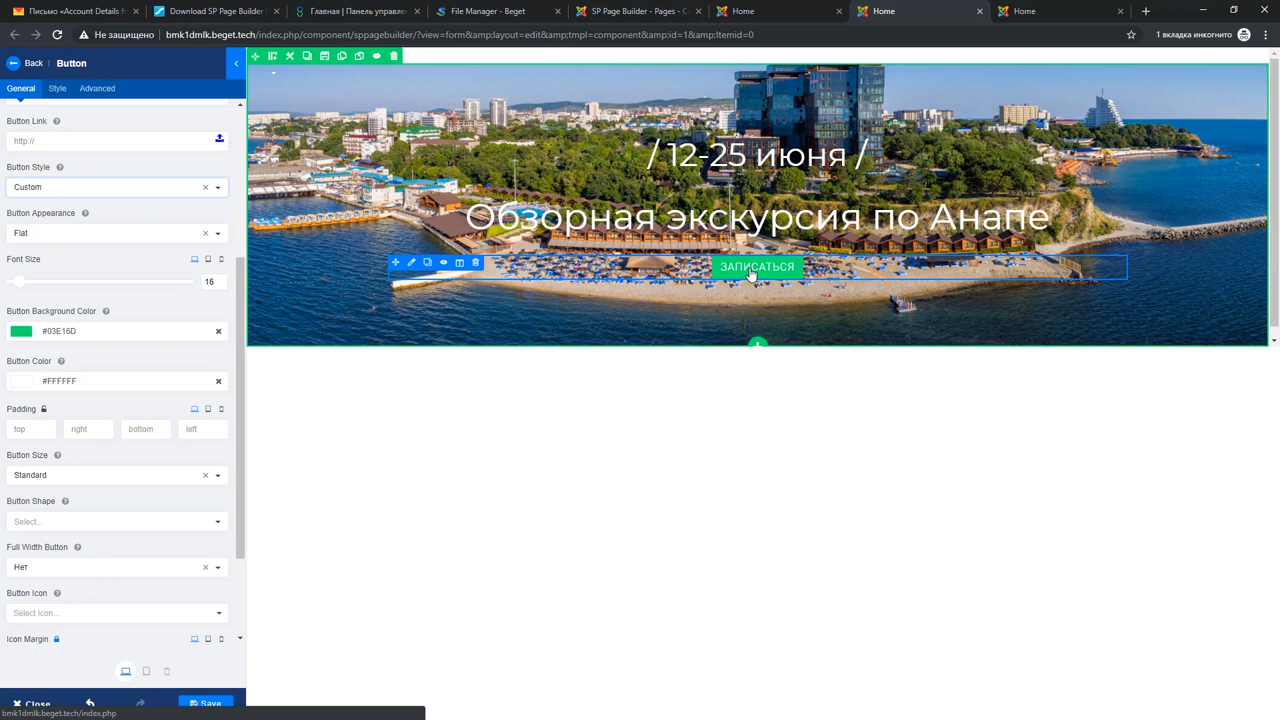 Письмо «Account Details f
Download SP Page Builder
Главная | Панель управле
File Manager - Beget
SP Page Builder - Pages - C
Home
Home
Home
Не защищено
bmk1dmlk.beget.tech/index.php/component/sppagebuilder/?view=form&amp;layout=edit&amp;tmpl=component&amp;id=1&amp;Itemid=0
1 вкладка инкогнито
Back
Button
General
Style
Advanced
Button Link
http://
Button Style
Custom
Button Appearance
Flat
Font Size
16
Button Background Color
#03E16D
Button Color
#FFFFFF
Padding
top right bottom left
Button Size
Standard
Button Shape
Select...
Full Width Button
Нет
Button Icon
Select Icon...
Icon Margin
Close
Save
bmk1dmlk.beget.tech/index.php
/ 12-25 июня /
Обзорная экскурсия по Анапе
ЗАПИСАТЬСЯ